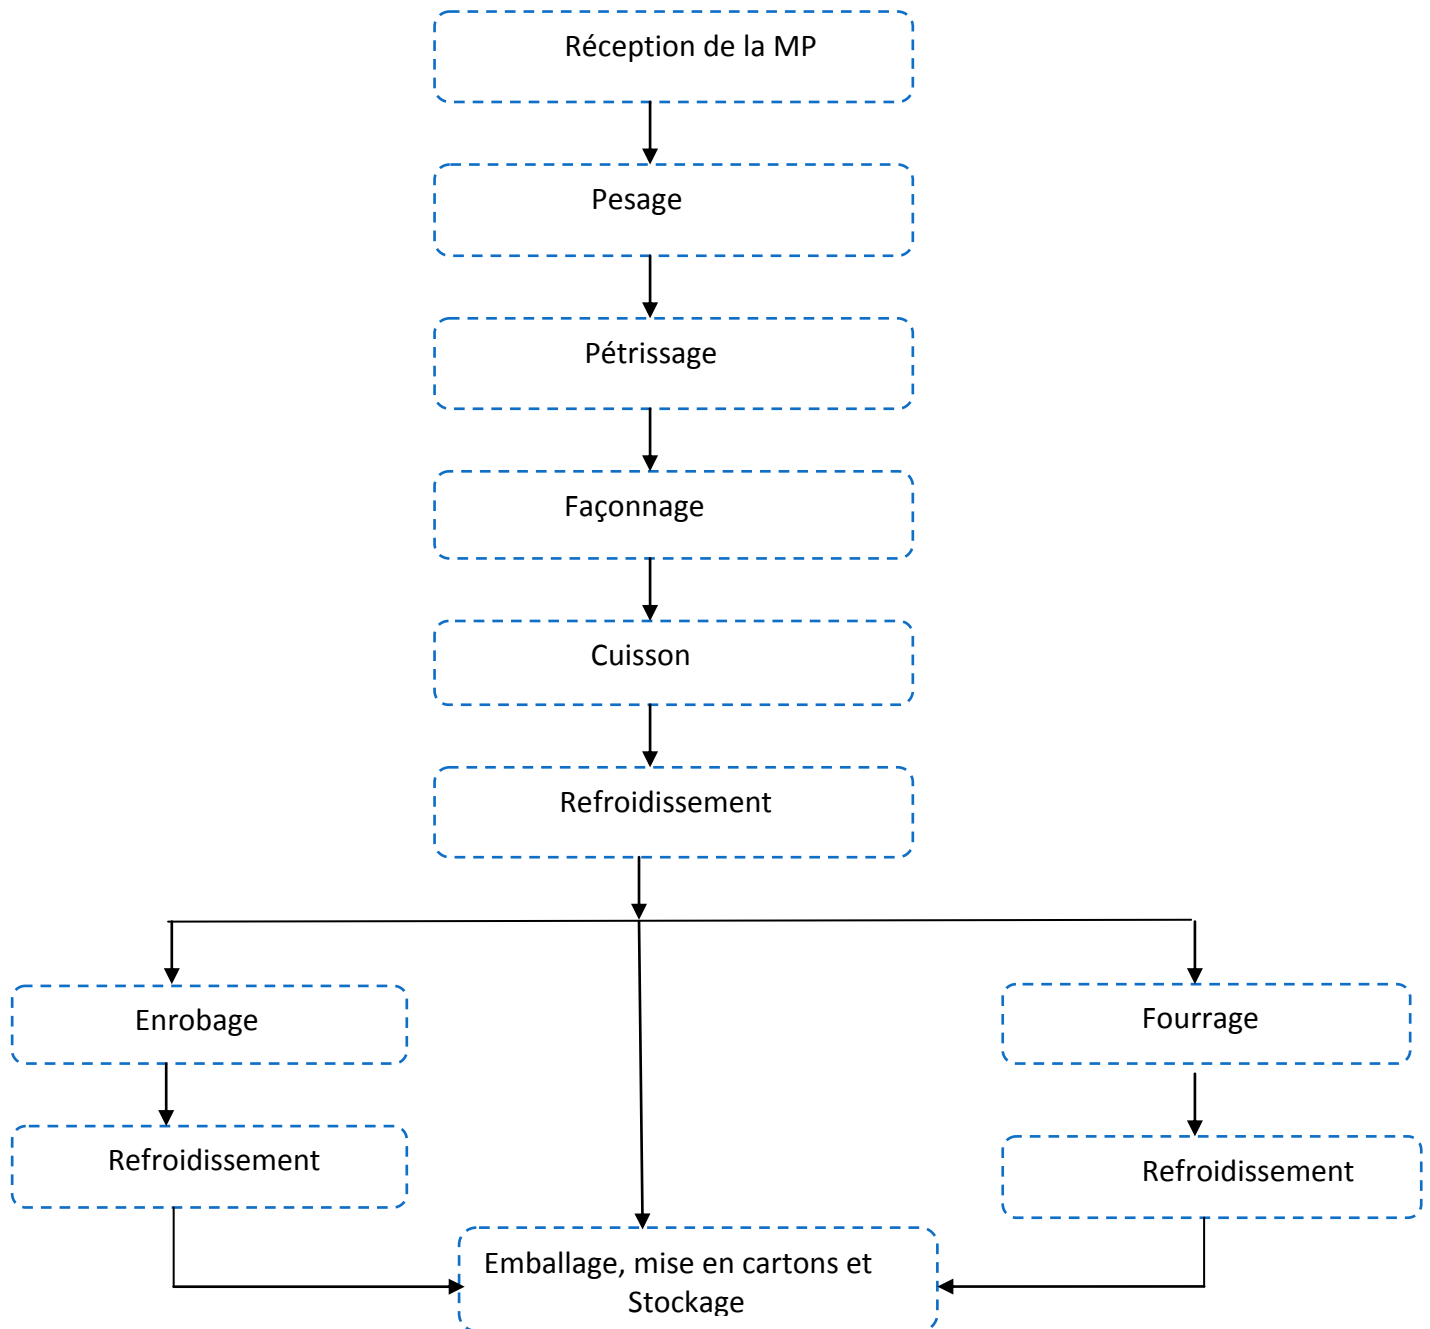 Réception de la MP
Pesage
Pétrissage
Façonnage
Cuisson
Refroidissement
Enrobage
Fourrage
Refroidissement
Refroidissement
Emballage, mise en cartons et
Stockage